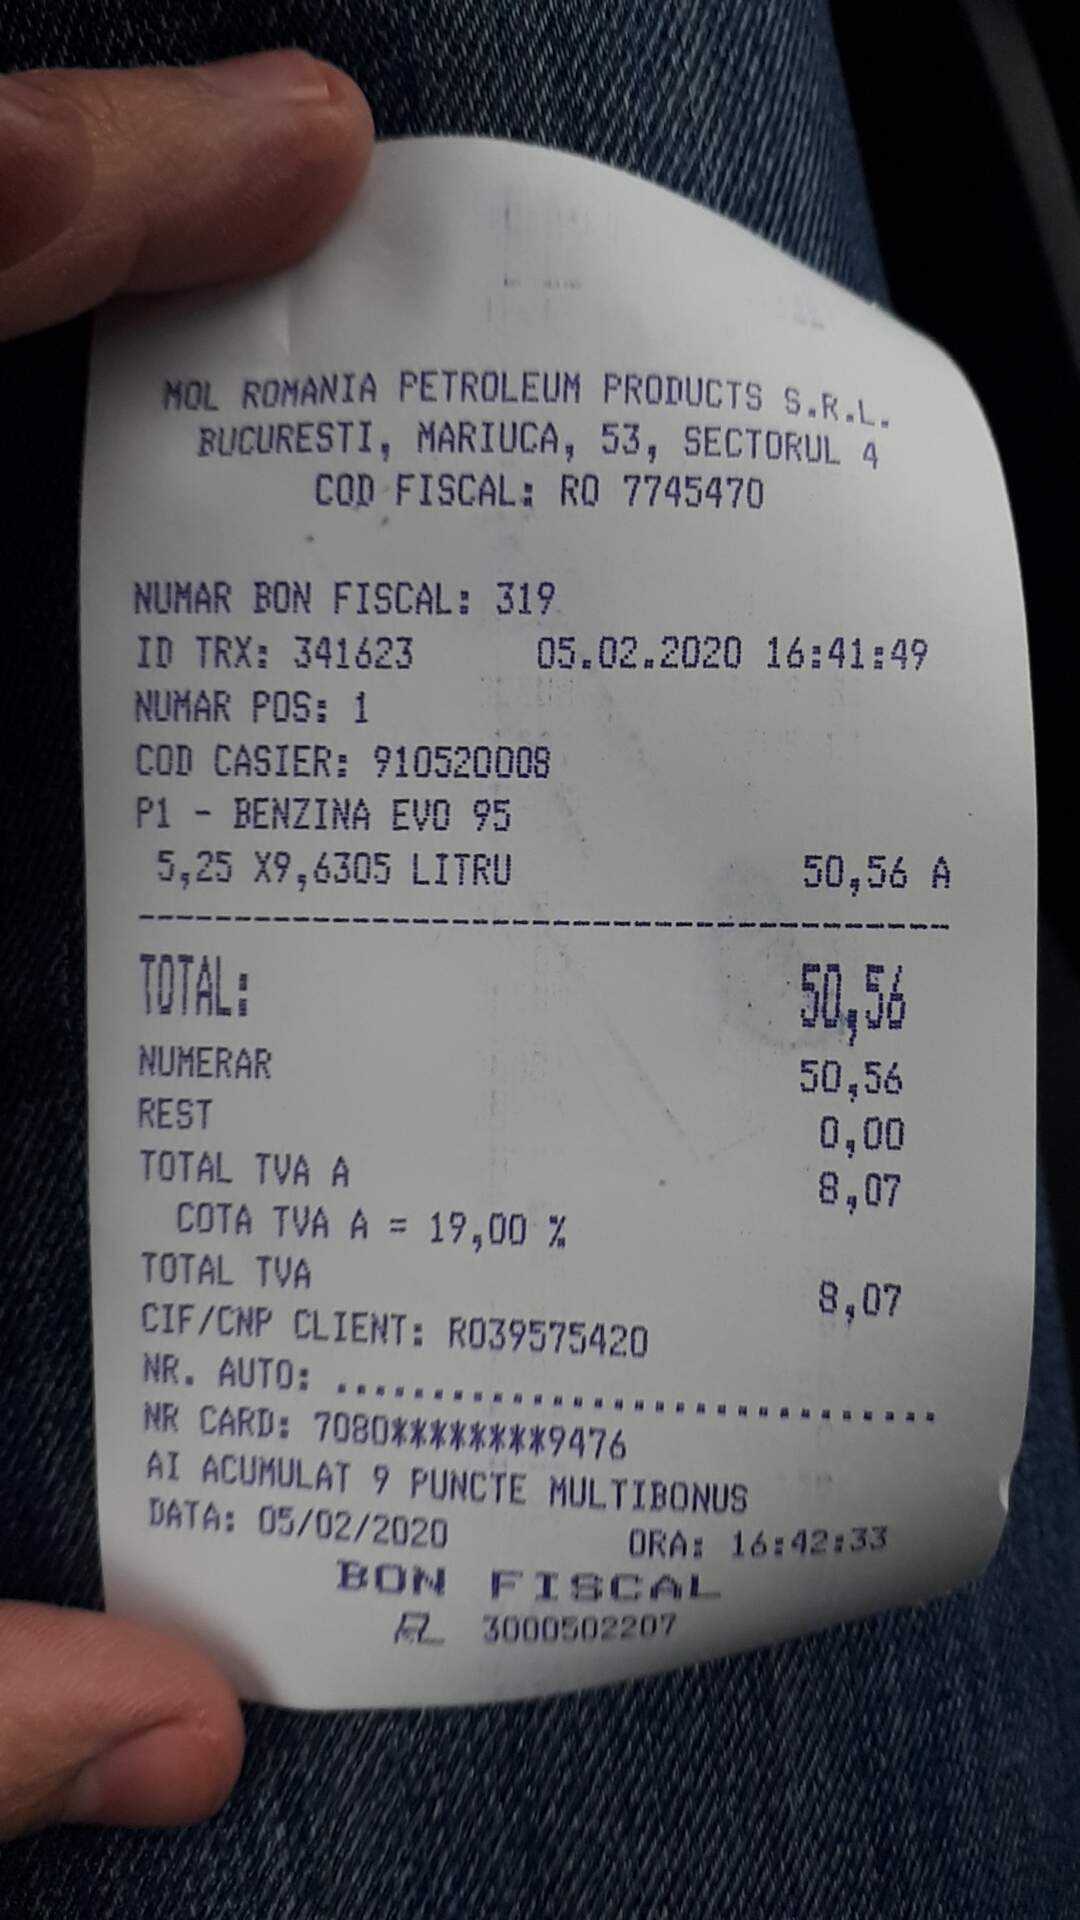 MOL ROMANIA PETROLEUM PRODUCTS S.R.L.
BUCURESTI, MARIUCA, 53, SECTORUL 4
COD FISCAL: RO 7745470
NUMAR BON FISCAL: 319
ID TRX: 341623 05.02.2020 16:41:49
NUMAR POS: 1
COD CASIER: 910520008
P1 - BENZINA EVO 95
5,25 X9,6305 LITRU 50,56 A
TOTAL: 50,56
NUMERAR 50,56
REST 0,00
TOTAL TVA A 8,07
COTA TVA A = 19,00 %
TOTAL TVA 8,07
CIF/CNP CLIENT: RO39575420
NR. AUTO: ...............................
NR CARD: 7080********9476
AI ACUMULAT 9 PUNCTE MULTIBONUS
DATA: 05/02/2020 ORA: 16:42:33
BON FISCAL
3000502207